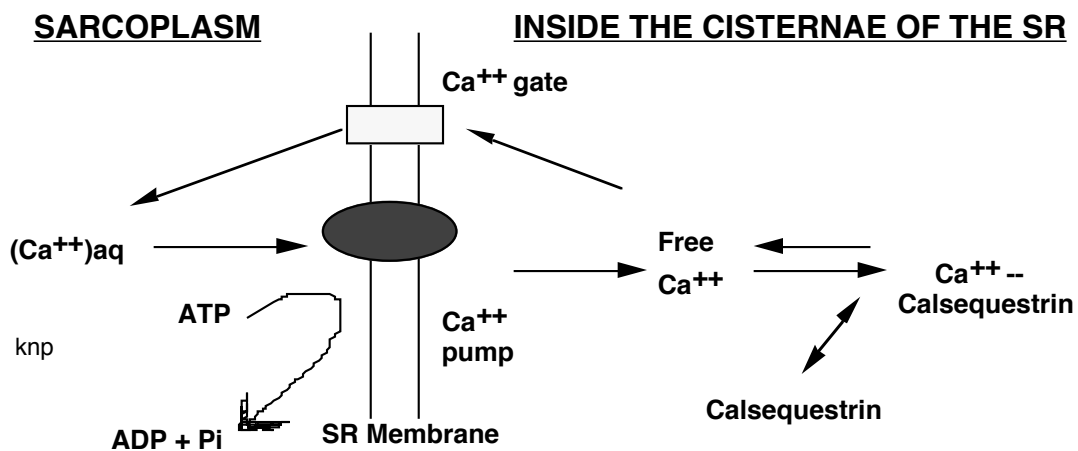 SARCOPLASM
INSIDE THE CISTERNAE OF THE SR
Ca++ gate
(Ca++)aq
Free
Ca++
Ca++ --
Calsequestrin
ATP
Ca++
pump
knp
Calsequestrin
ADP + Pi
SR Membrane